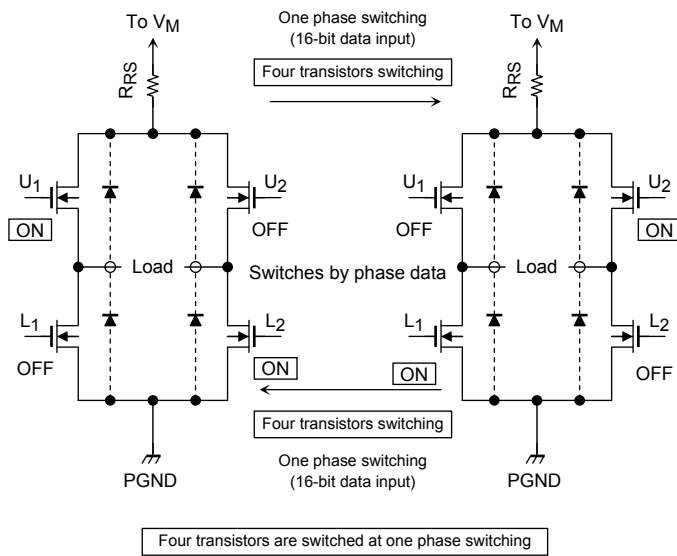 To VM
One phase switching
(16-bit data input)
To VM
RRS
Four transistors switching
RRS
U1
U2
U1
U2
ON
OFF
OFF
ON
Load
Switches by phase data
Load
L1
L2
L1
L2
OFF
ON
ON
OFF
Four transistors switching
PGND
One phase switching
(16-bit data input)
PGND
Four transistors are switched at one phase switching